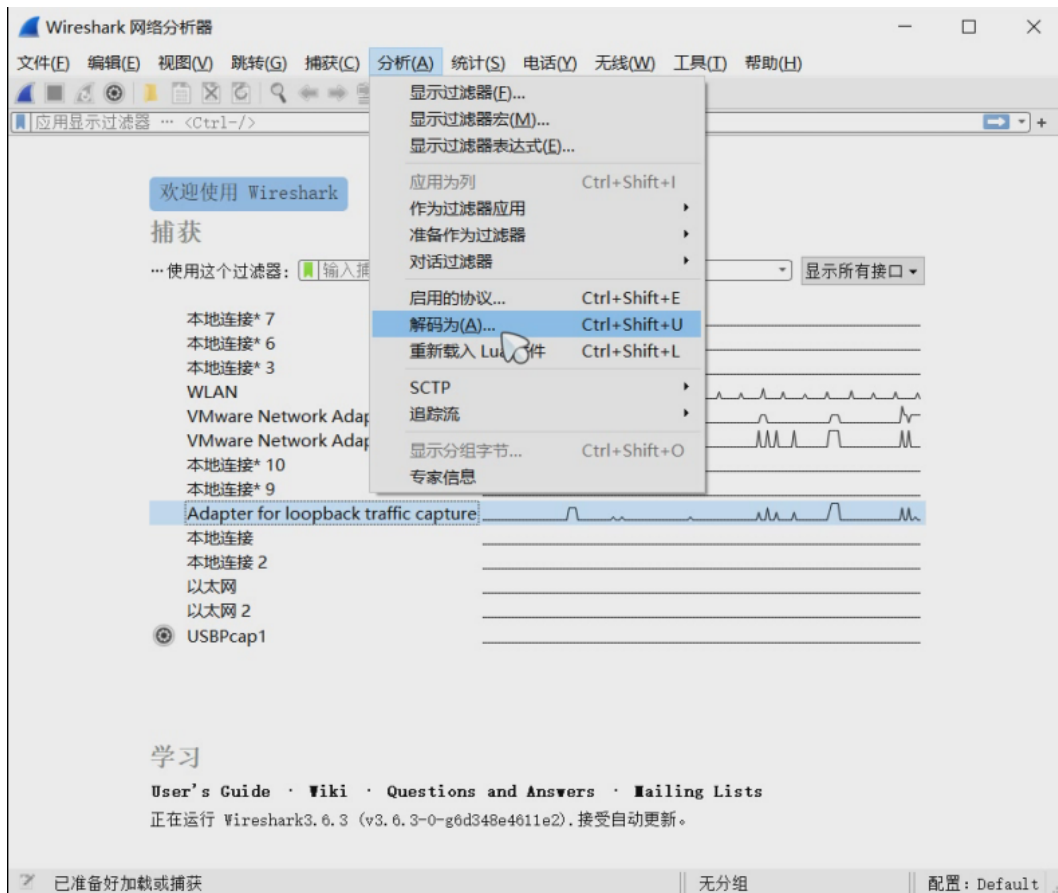 Wireshark 网络分析器
文件(F) 编辑(E) 视图(V) 跳转(G) 捕获(C) 分析(A) 统计(S) 电话(Y) 无线(W) 工具(T) 帮助(H)
应用显示过滤器 … <Ctrl-/>
+
显示过滤器(F)...
显示过滤器宏(M)...
显示过滤器表达式(E)...
应用为列 Ctrl+Shift+I
作为过滤器应用
准备作为过滤器
对话过滤器
启用的协议... Ctrl+Shift+E
解码为(A)... Ctrl+Shift+U
重新载入 Lua 件 Ctrl+Shift+L
SCTP
追踪流
显示分组字节... Ctrl+Shift+O
专家信息
欢迎使用 Wireshark
捕获
…使用这个过滤器: 输入捕 显示所有接口
本地连接* 7
本地连接* 6
本地连接* 3
WLAN
VMware Network Adap
VMware Network Adap
本地连接* 10
本地连接* 9
Adapter for loopback traffic capture
本地连接
本地连接 2
以太网
以太网 2
USBPcap1
学习
User's Guide · Wiki · Questions and Answers · Mailing Lists
正在运行 Wireshark3.6.3 (v3.6.3-0-g6d348e4611e2).接受自动更新。
已准备好加载或捕获 无分组 配置: Default